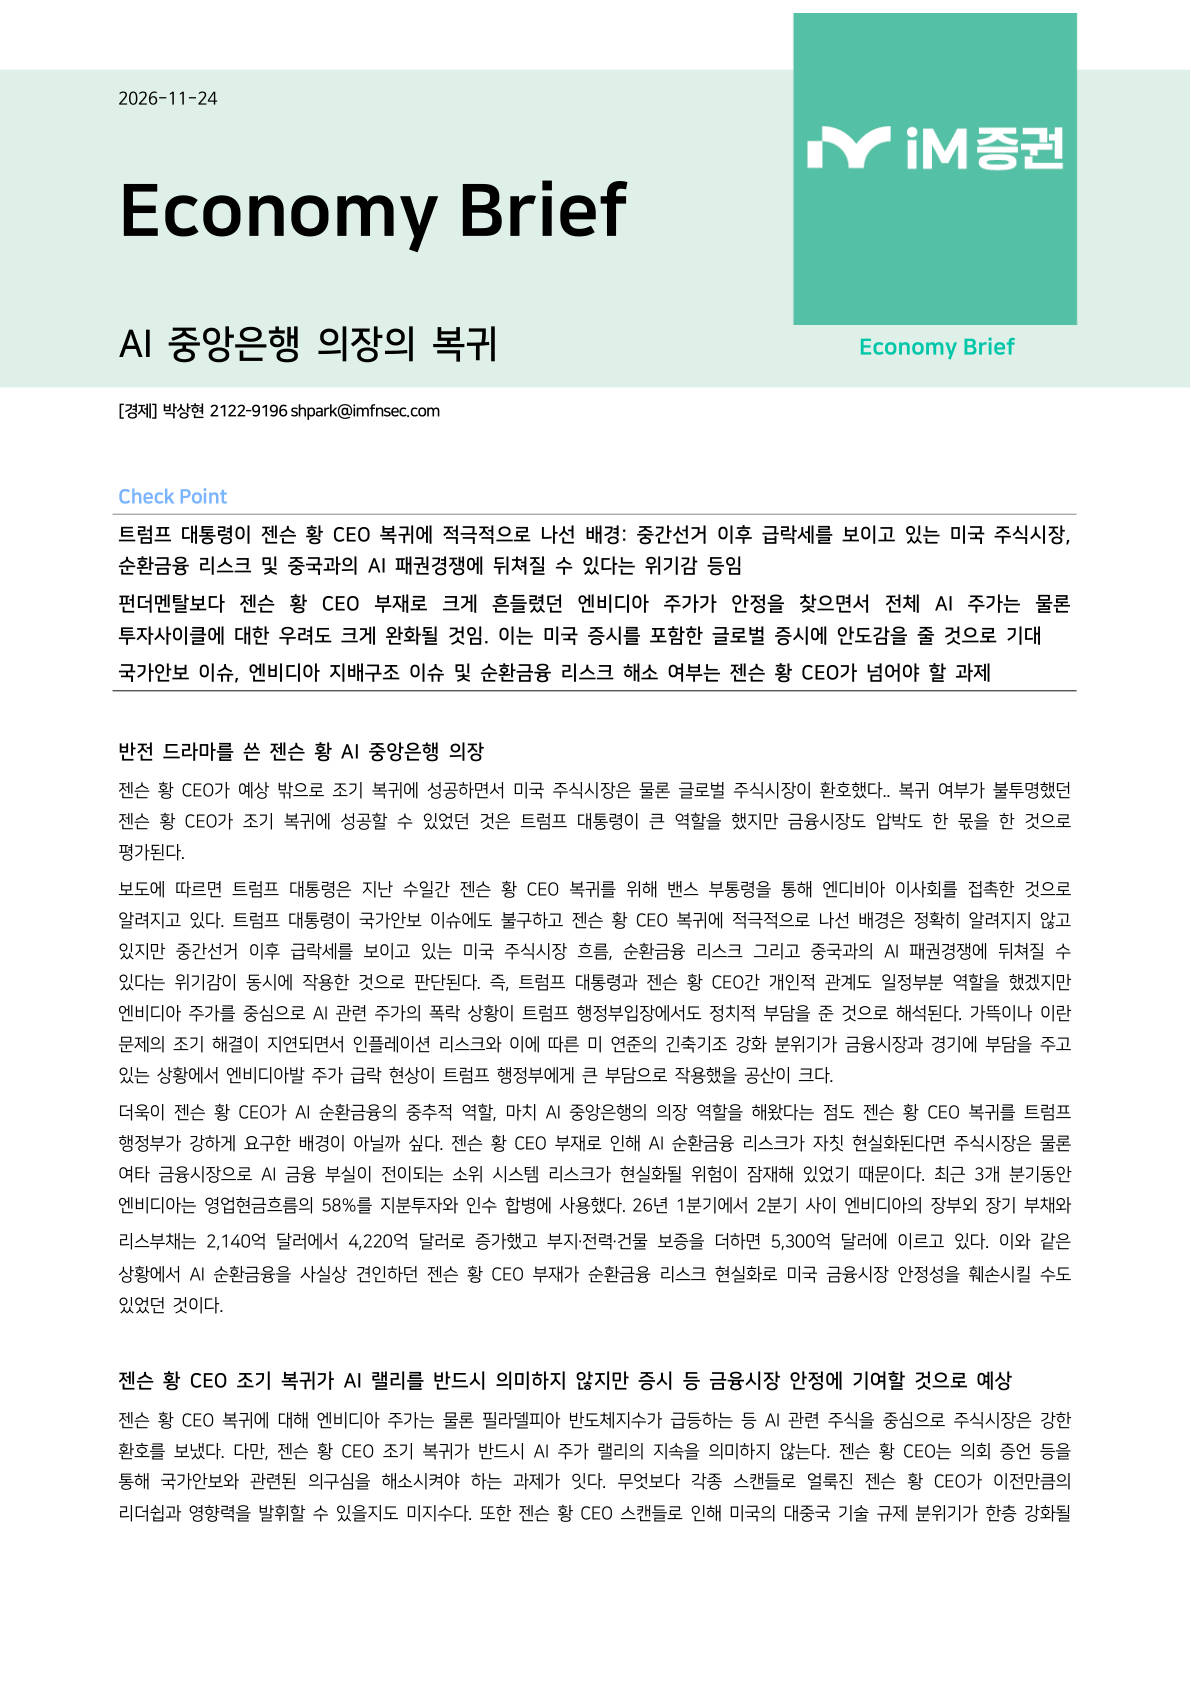 2026-11-24
iM증권
Economy Brief
AI 중앙은행 의장의 복귀
Economy Brief
[경제] 박상현 2122-9196 shpark@imfnsec.com
Check Point
트럼프 대통령이 젠슨 황 CEO 복귀에 적극적으로 나선 배경: 중간선거 이후 급락세를 보이고 있는 미국 주식시장,
순환금융 리스크 및 중국과의 AI 패권경쟁에 뒤쳐질 수 있다는 위기감 등임
펀더멘탈보다 젠슨 황 CEO 부재로 크게 흔들렸던 엔비디아 주가가 안정을 찾으면서 전체 AI 주가는 물론
투자사이클에 대한 우려도 크게 완화될 것임. 이는 미국 증시를 포함한 글로벌 증시에 안도감을 줄 것으로 기대
국가안보 이슈, 엔비디아 지배구조 이슈 및 순환금융 리스크 해소 여부는 젠슨 황 CEO가 넘어야 할 과제
반전 드라마를 쓴 젠슨 황 AI 중앙은행 의장
젠슨 황 CEO가 예상 밖으로 조기 복귀에 성공하면서 미국 주식시장은 물론 글로벌 주식시장이 환호했다.. 복귀 여부가 불투명했던
젠슨 황 CEO가 조기 복귀에 성공할 수 있었던 것은 트럼프 대통령이 큰 역할을 했지만 금융시장도 압박도 한 몫을 한 것으로
평가된다.
보도에 따르면 트럼프 대통령은 지난 수일간 젠슨 황 CEO 복귀를 위해 밴스 부통령을 통해 엔디비아 이사회를 접촉한 것으로
알려지고 있다. 트럼프 대통령이 국가안보 이슈에도 불구하고 젠슨 황 CEO 복귀에 적극적으로 나선 배경은 정확히 알려지지 않고
있지만 중간선거 이후 급락세를 보이고 있는 미국 주식시장 흐름, 순환금융 리스크 그리고 중국과의 AI 패권경쟁에 뒤쳐질 수
있다는 위기감이 동시에 작용한 것으로 판단된다. 즉, 트럼프 대통령과 젠슨 황 CEO간 개인적 관계도 일정부분 역할을 했겠지만
엔비디아 주가를 중심으로 AI 관련 주가의 폭락 상황이 트럼프 행정부입장에서도 정치적 부담을 준 것으로 해석된다. 가뜩이나 이란
문제의 조기 해결이 지연되면서 인플레이션 리스크와 이에 따른 미 연준의 긴축기조 강화 분위기가 금융시장과 경기에 부담을 주고
있는 상황에서 엔비디아발 주가 급락 현상이 트럼프 행정부에게 큰 부담으로 작용했을 공산이 크다.
더욱이 젠슨 황 CEO가 AI 순환금융의 중추적 역할, 마치 AI 중앙은행의 의장 역할을 해왔다는 점도 젠슨 황 CEO 복귀를 트럼프
행정부가 강하게 요구한 배경이 아닐까 싶다. 젠슨 황 CEO 부재로 인해 AI 순환금융 리스크가 자칫 현실화된다면 주식시장은 물론
여타 금융시장으로 AI 금융 부실이 전이되는 소위 시스템 리스크가 현실화될 위험이 잠재해 있었기 때문이다. 최근 3개 분기동안
엔비디아는 영업현금흐름의 58%를 지분투자와 인수 합병에 사용했다. 26년 1분기에서 2분기 사이 엔비디아의 장부외 장기 부채와
리스부채는 2,140억 달러에서 4,220억 달러로 증가했고 부지·전력·건물 보증을 더하면 5,300억 달러에 이르고 있다. 이와 같은
상황에서 AI 순환금융을 사실상 견인하던 젠슨 황 CEO 부재가 순환금융 리스크 현실화로 미국 금융시장 안정성을 훼손시킬 수도
있었던 것이다.
젠슨 황 CEO 조기 복귀가 AI 랠리를 반드시 의미하지 않지만 증시 등 금융시장 안정에 기여할 것으로 예상
젠슨 황 CEO 복귀에 대해 엔비디아 주가는 물론 필라델피아 반도체지수가 급등하는 등 AI 관련 주식을 중심으로 주식시장은 강한
환호를 보냈다. 다만, 젠슨 황 CEO 조기 복귀가 반드시 AI 주가 랠리의 지속을 의미하지 않는다. 젠슨 황 CEO는 의회 증언 등을
통해 국가안보와 관련된 의구심을 해소시켜야 하는 과제가 잇다. 무엇보다 각종 스캔들로 얼룩진 젠슨 황 CEO가 이전만큼의
리더쉽과 영향력을 발휘할 수 있을지도 미지수다. 또한 젠슨 황 CEO 스캔들로 인해 미국의 대중국 기술 규제 분위기가 한층 강화될